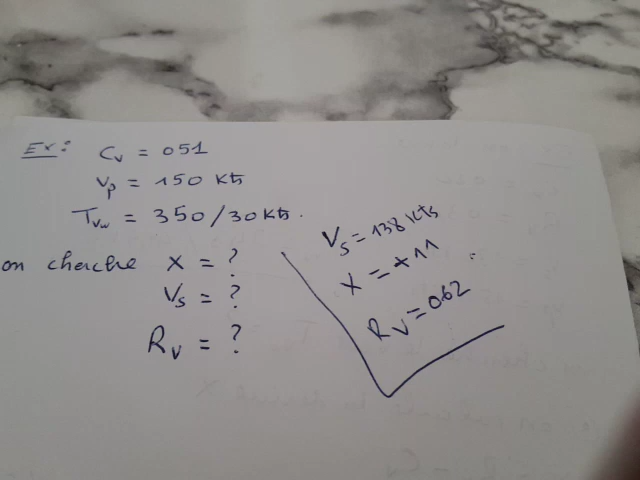 Ex: Cv = 051
Vp = 150 kts
Tvw = 350/30 kts.
on cherche X = ?
Vs = ?
Rv = ?
Vs = 138 kts
X = +11
Rv = 062